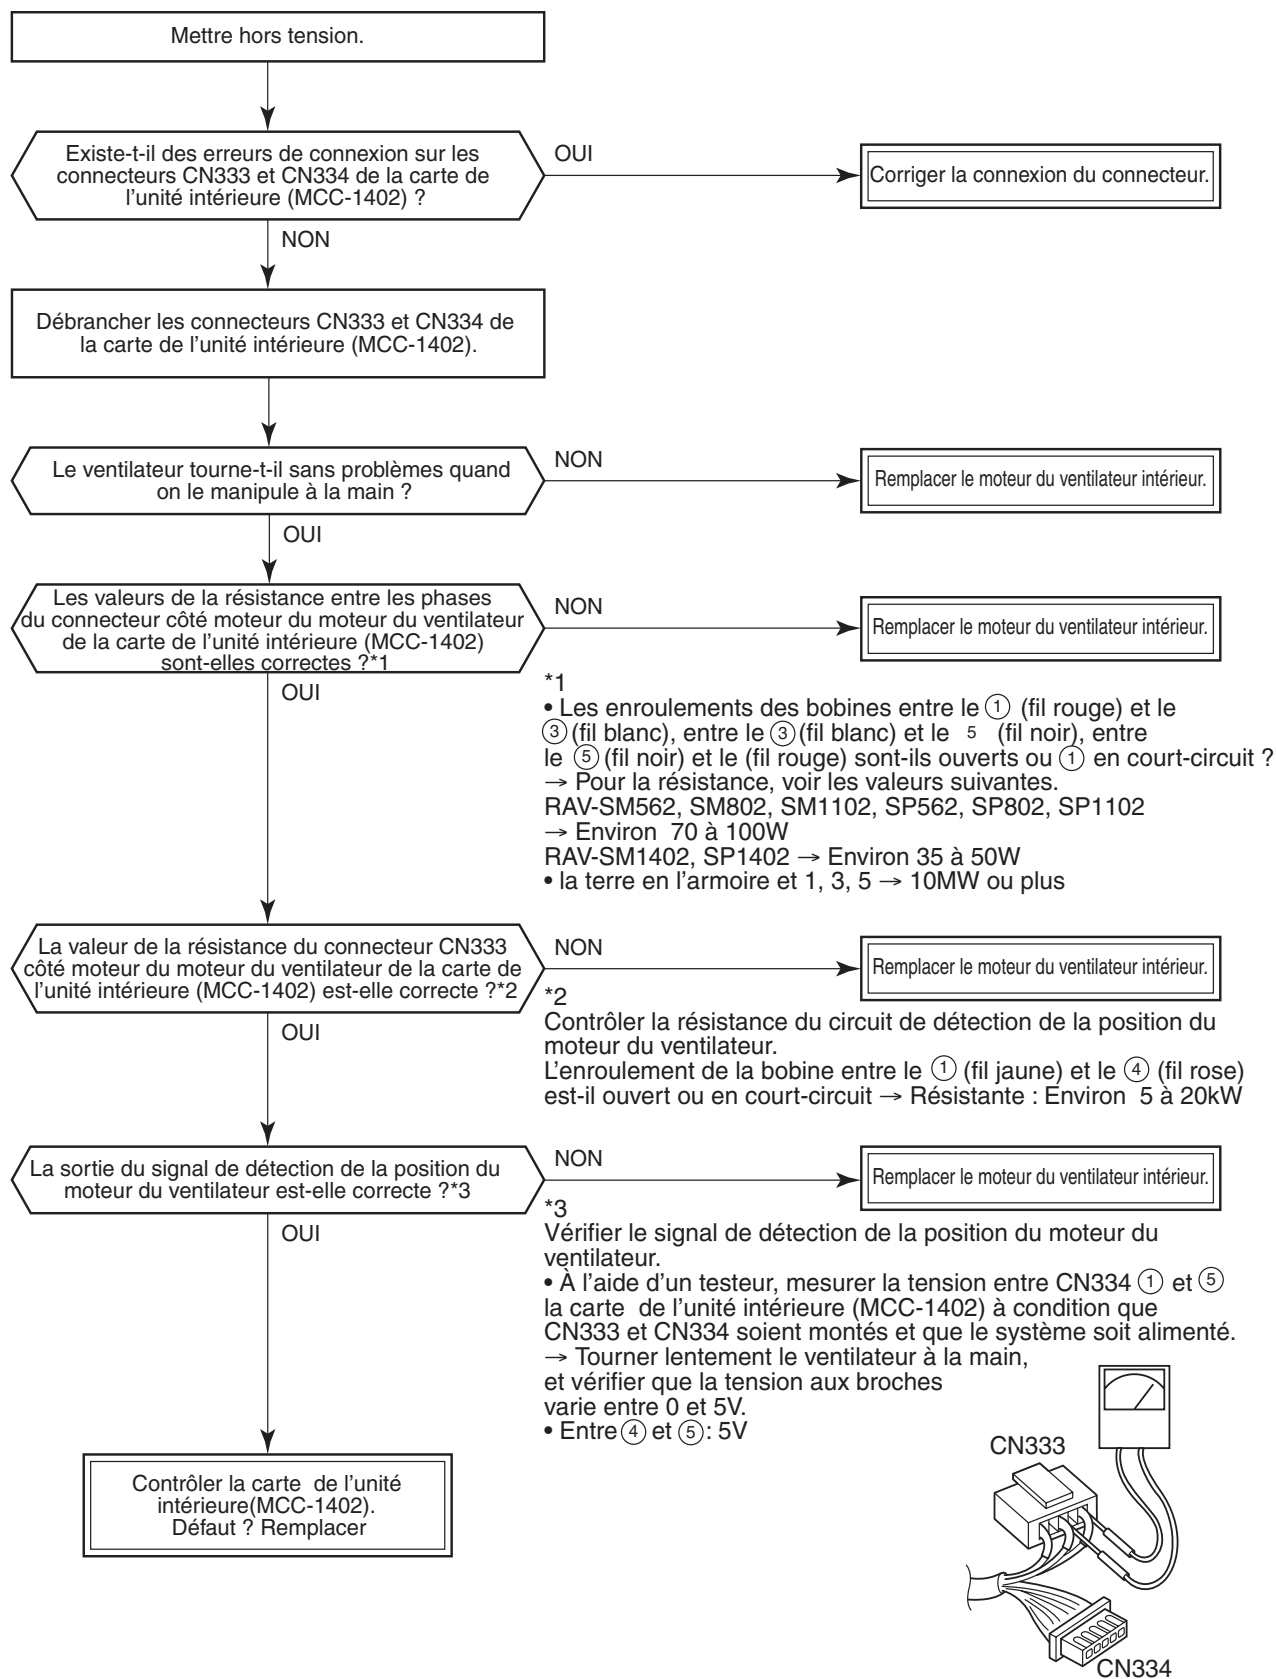 Mettre hors tension.
Existe-t-il des erreurs de connexion sur les
connecteurs CN333 et CN334 de la carte de
l'unité intérieure (MCC-1402) ?
OUI
Corriger la connexion du connecteur.
NON
Débrancher les connecteurs CN333 et CN334 de
la carte de l'unité intérieure (MCC-1402).
Le ventilateur tourne-t-il sans problèmes quand
on le manipule à la main ?
NON
Remplacer le moteur du ventilateur intérieur.
OUI
Les valeurs de la résistance entre les phases
du connecteur côté moteur du moteur du ventilateur
de la carte de l'unité intérieure (MCC-1402)
sont-elles correctes ?*1
NON
Remplacer le moteur du ventilateur intérieur.
OUI
*1
• Les enroulements des bobines entre le ① (fil rouge) et le
③ (fil blanc), entre le ③ (fil blanc) et le 5 (fil noir), entre
le ⑤ (fil noir) et le (fil rouge) sont-ils ouverts ou ① en court-circuit ?
→ Pour la résistance, voir les valeurs suivantes.
RAV-SM562, SM802, SM1102, SP562, SP802, SP1102
→ Environ 70 à 100W
RAV-SM1402, SP1402 → Environ 35 à 50W
• la terre en l'armoire et 1, 3, 5 → 10MW ou plus
La valeur de la résistance du connecteur CN333
côté moteur du moteur du ventilateur de la carte de
l'unité intérieure (MCC-1402) est-elle correcte ?*2
NON
Remplacer le moteur du ventilateur intérieur.
OUI
*2
Contrôler la résistance du circuit de détection de la position du
moteur du ventilateur.
L'enroulement de la bobine entre le ① (fil jaune) et le ④ (fil rose)
est-il ouvert ou en court-circuit → Résistante : Environ 5 à 20kW
La sortie du signal de détection de la position du
moteur du ventilateur est-elle correcte ?*3
NON
Remplacer le moteur du ventilateur intérieur.
OUI
*3
Vérifier le signal de détection de la position du moteur du
ventilateur.
• À l'aide d'un testeur, mesurer la tension entre CN334 ① et ⑤
la carte de l'unité intérieure (MCC-1402) à condition que
CN333 et CN334 soient montés et que le système soit alimenté.
→ Tourner lentement le ventilateur à la main,
et vérifier que la tension aux broches
varie entre 0 et 5V.
• Entre ④ et ⑤ : 5V
Contrôler la carte de l'unité
intérieure(MCC-1402).
Défaut ? Remplacer
CN333
CN334